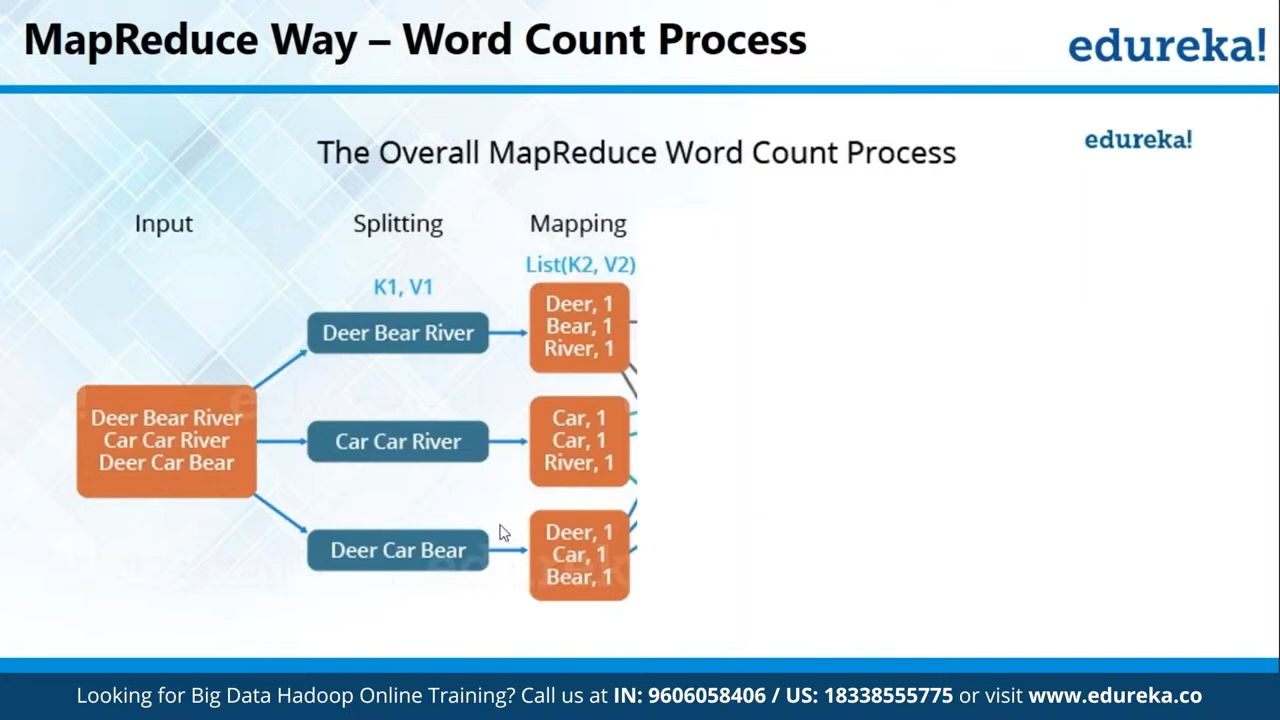 MapReduce Way – Word Count Process
edureka!
The Overall MapReduce Word Count Process
edureka!
Input
Splitting
Mapping
K1, V1
List(K2, V2)
Deer Bear River
Car Car River
Deer Car Bear
Deer Bear River
Car Car River
Deer Car Bear
Deer, 1
Bear, 1
River, 1
Car, 1
Car, 1
River, 1
Deer, 1
Car, 1
Bear, 1
Looking for Big Data Hadoop Online Training? Call us at IN: 9606058406 / US: 18338555775 or visit www.edureka.co